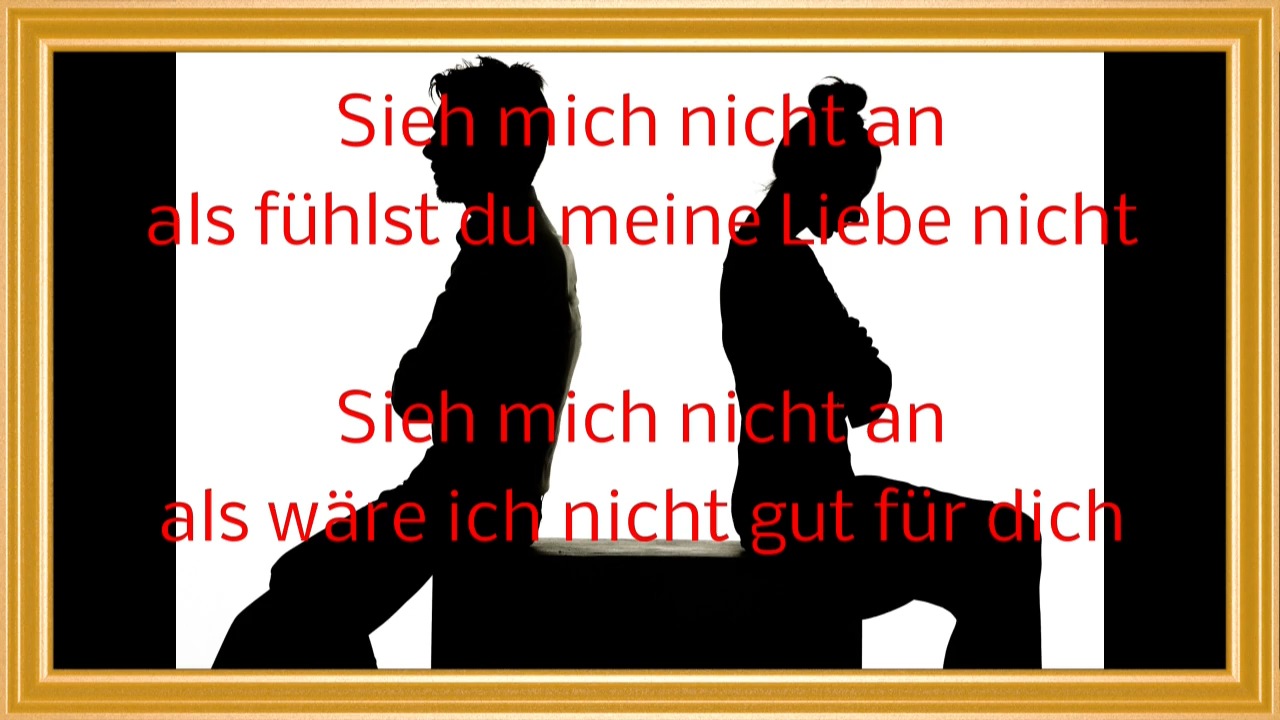 Sieh mich nicht an
als fühlst du meine Liebe nicht
Sieh mich nicht an
als wäre ich nicht gut für dich